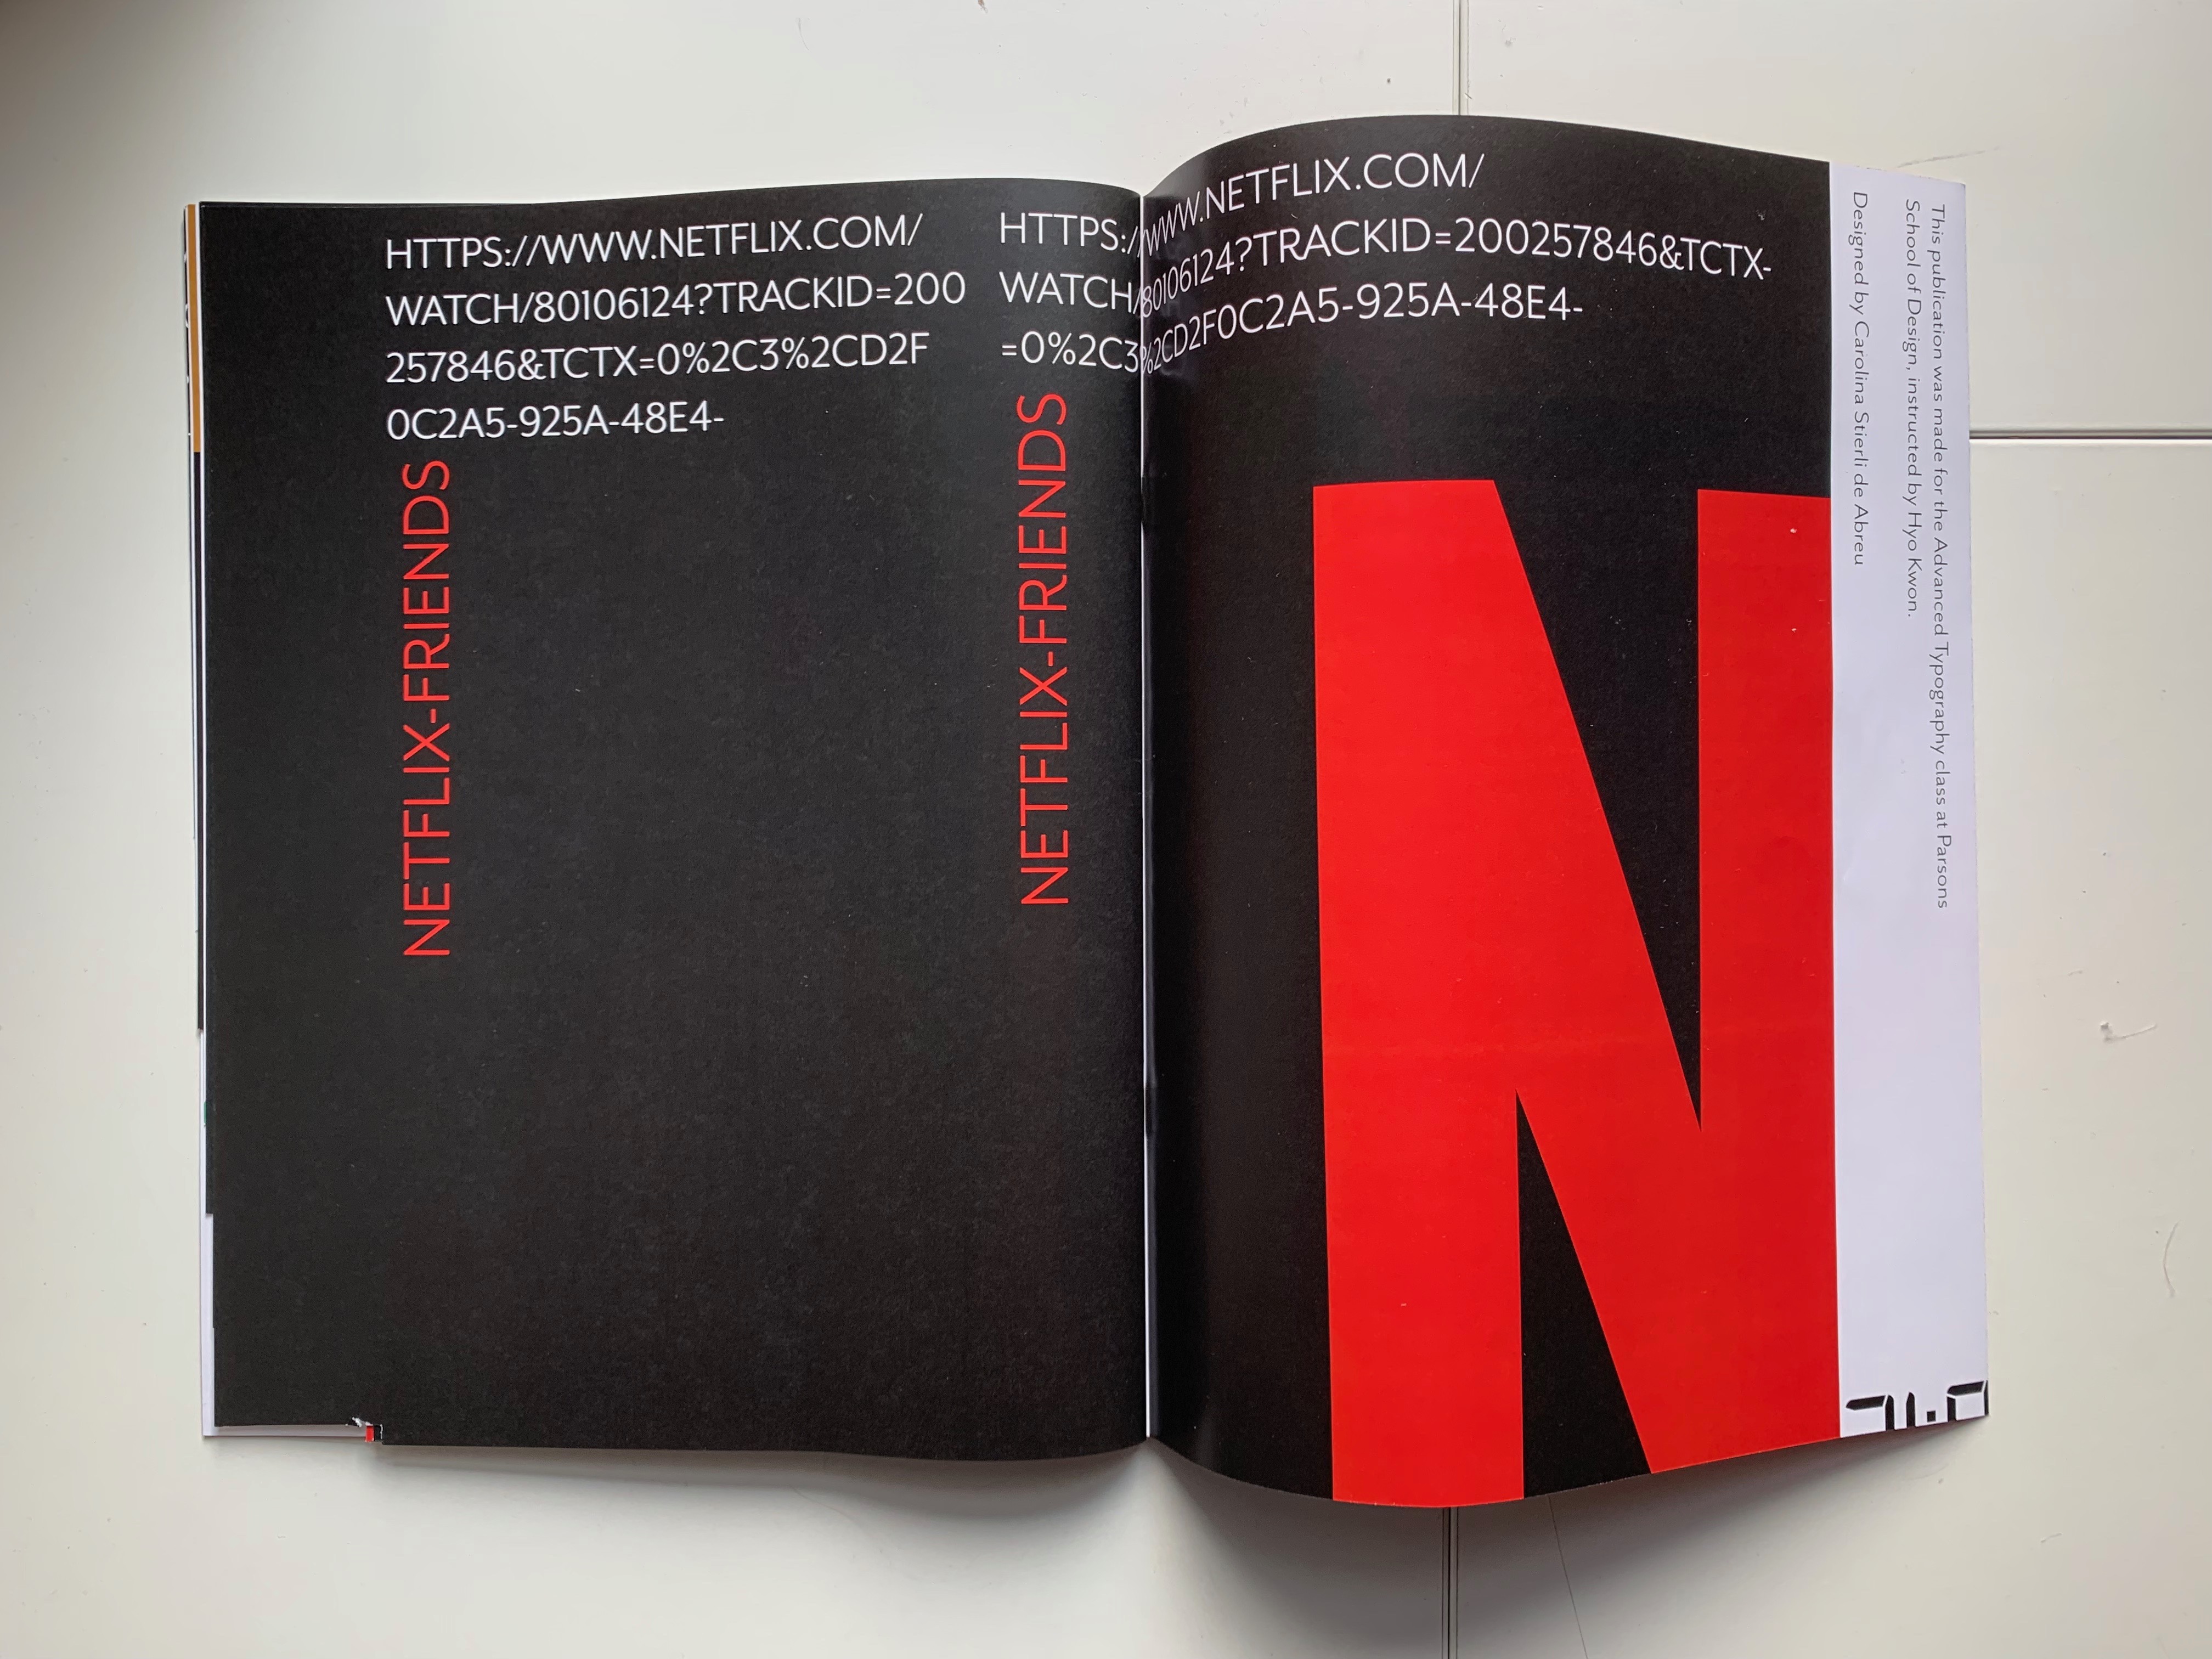 HTTPS://WWW.NETFLIX.COM/
WATCH/80106124?TRACKID=200
257846&TCTX=0%2C3%2CD2F
0C2A5-925A-48E4-
NETFLIX-FRIENDS
HTTPS://WWW.NETFLIX.COM/
WATCH/80106124?TRACKID=200257846&TCTX-
=0%2C3%2CD2F0C2A5-925A-48E4-
NETFLIX-FRIENDS
N
This publication was made for the Advanced Typography class at Parsons
School of Design, instructed by Hyo Kwon.
Designed by Carolina Stierli de Abreu